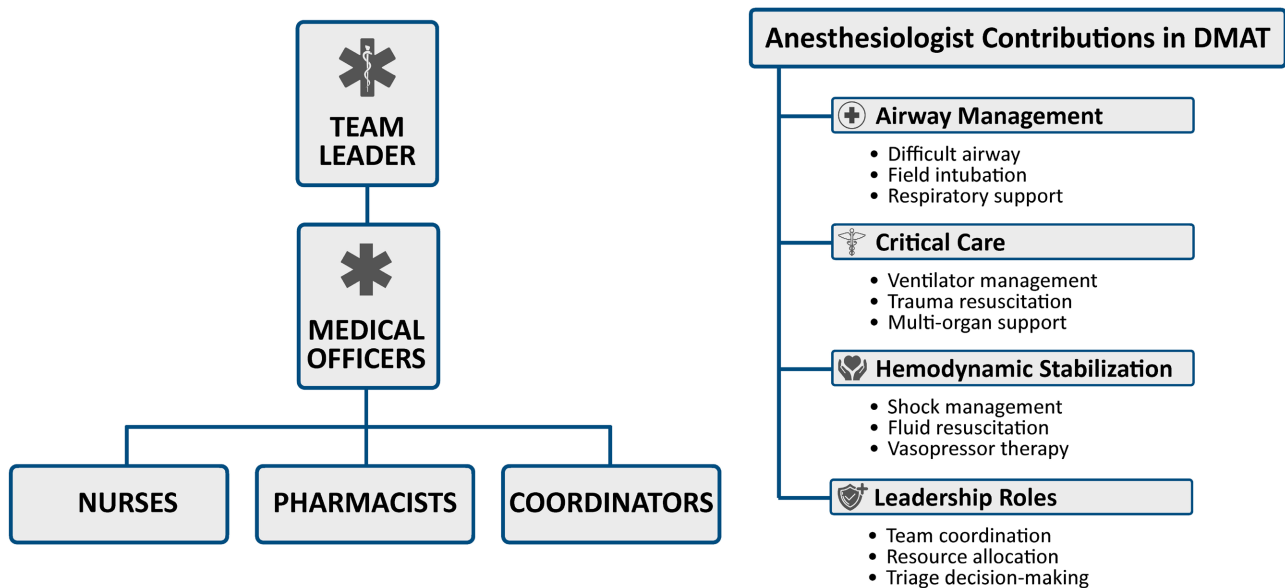 TEAM
LEADER
MEDICAL
OFFICERS
NURSES
PHARMACISTS
COORDINATORS
Anesthesiologist Contributions in DMAT
Airway Management
• Difficult airway
• Field intubation
• Respiratory support
Critical Care
• Ventilator management
• Trauma resuscitation
• Multi-organ support
Hemodynamic Stabilization
• Shock management
• Fluid resuscitation
• Vasopressor therapy
Leadership Roles
• Team coordination
• Resource allocation
• Triage decision-making